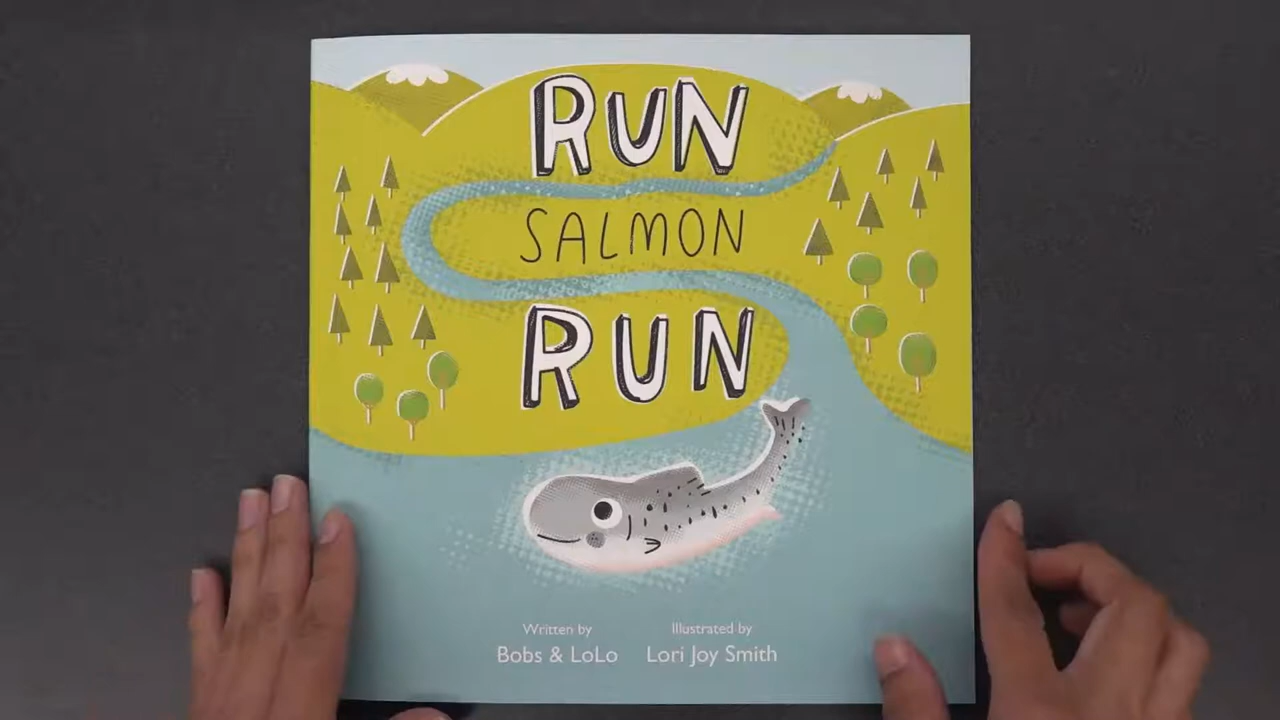 RUN
SALMON
RUN
Written by
Bobs & LoLo
Illustrated by
Lori Joy Smith